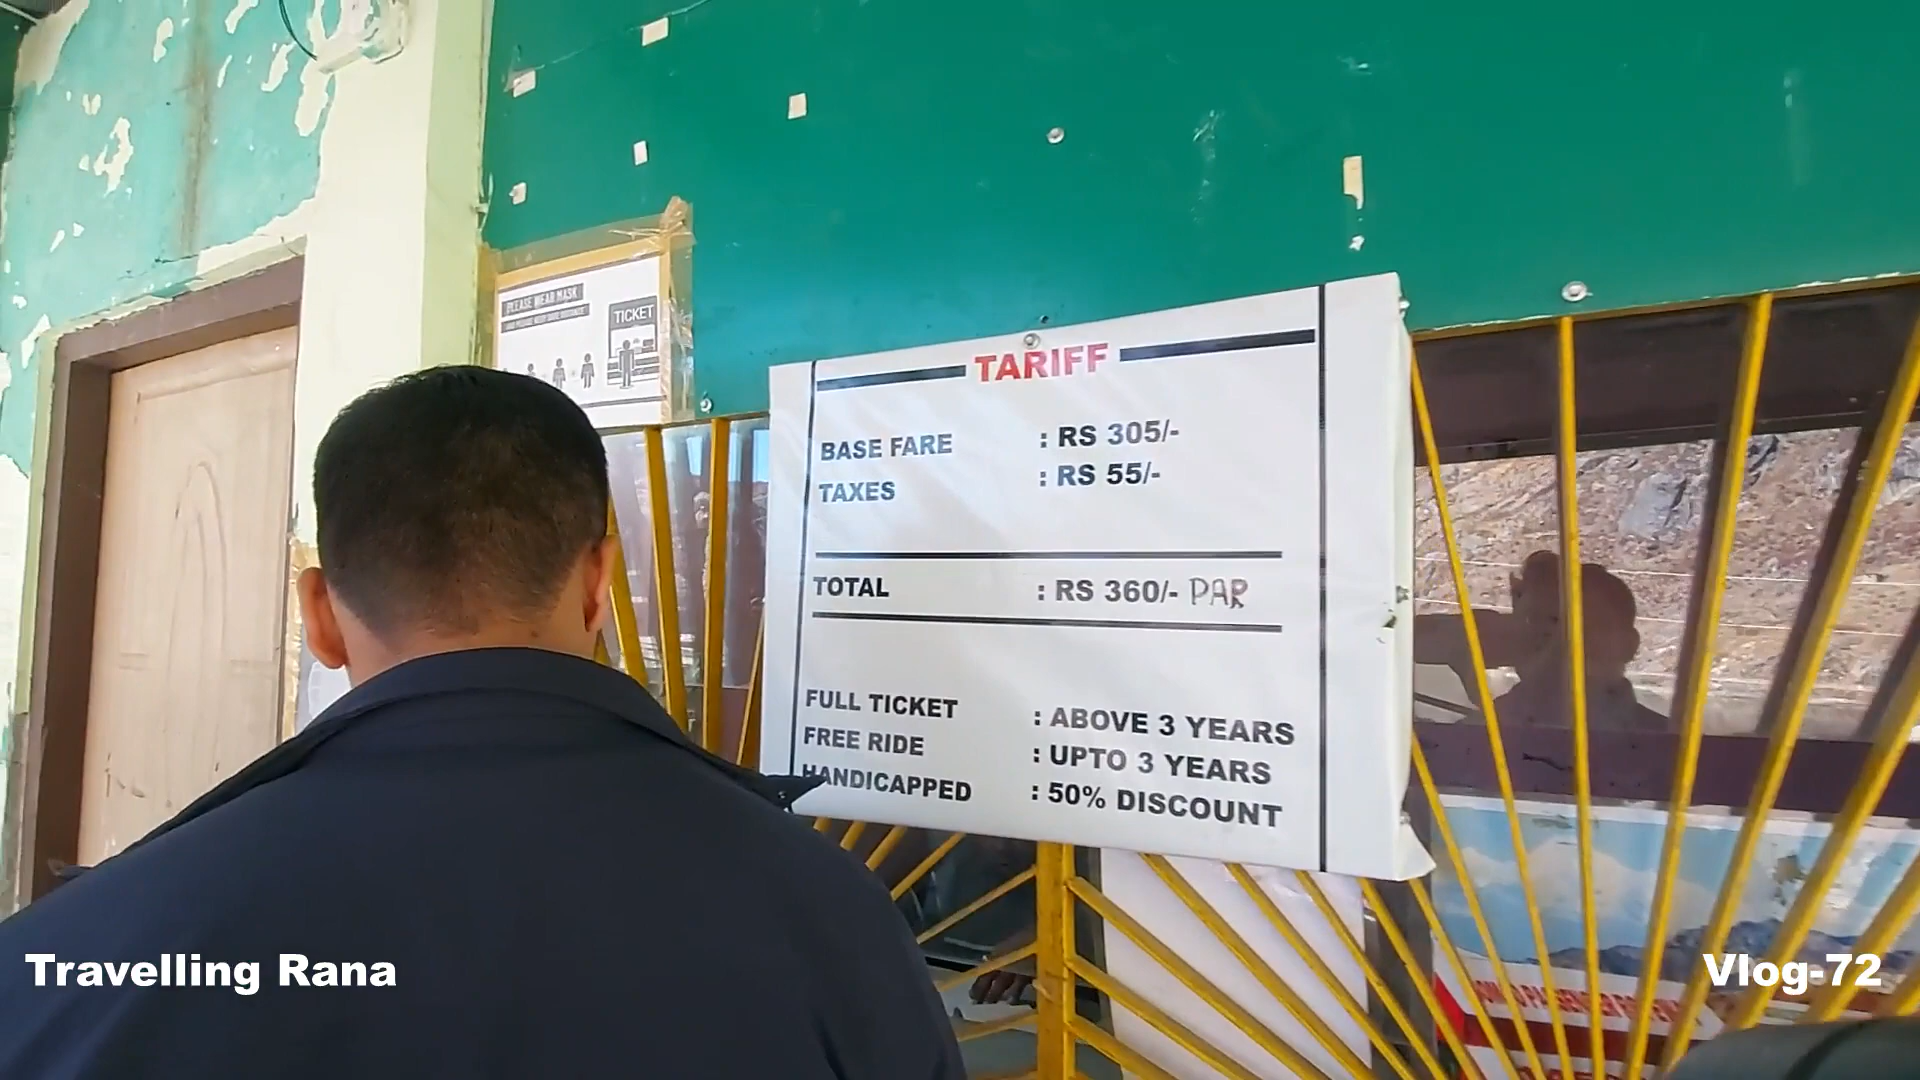 PLEASE WEAR MASK
TICKET
TARIFF
BASE FARE : RS 305/-
TAXES : RS 55/-
TOTAL : RS 360/- PAR
FULL TICKET : ABOVE 3 YEARS
FREE RIDE : UPTO 3 YEARS
HANDICAPPED : 50% DISCOUNT
Travelling Rana
Vlog-72